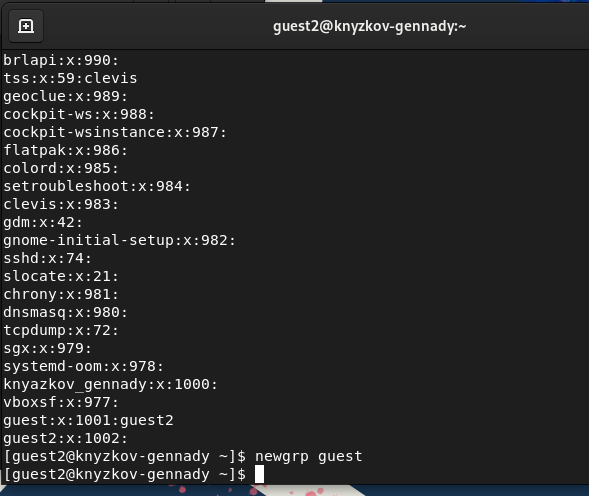 guest2@knyzkov-gennady:~
brlapi:x:990:
tss:x:59:clevis
geoclue:x:989:
cockpit-ws:x:988:
cockpit-wsinstance:x:987:
flatpak:x:986:
colord:x:985:
setroubleshoot:x:984:
clevis:x:983:
gdm:x:42:
gnome-initial-setup:x:982:
sshd:x:74:
slocate:x:21:
chrony:x:981:
dnsmasq:x:980:
tcpdump:x:72:
sgx:x:979:
systemd-oom:x:978:
knyazkov_gennady:x:1000:
vboxsf:x:977:
guest:x:1001:guest2
guest2:x:1002:
[guest2@knyzkov-gennady ~]$ newgrp guest
[guest2@knyzkov-gennady ~]$